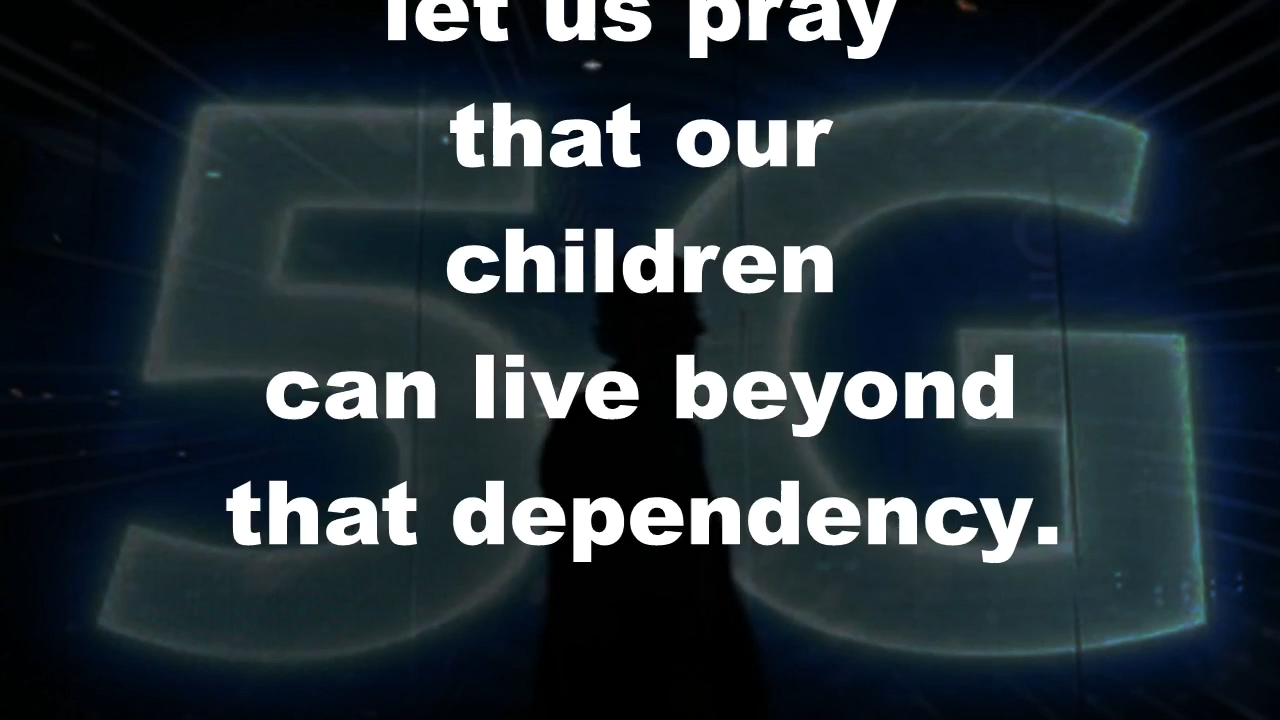 let us pray
that our
children
can live beyond
that dependency.
5G